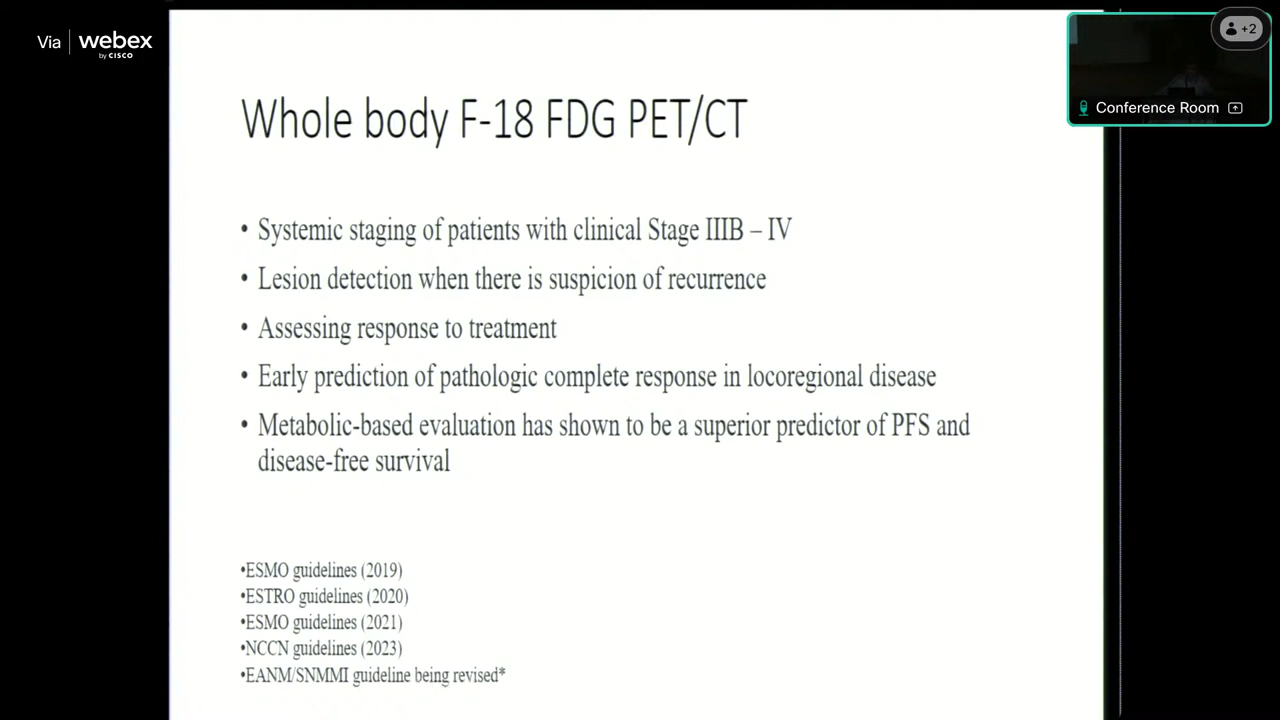 Via webex
by CISCO
+2
Conference Room
Whole body F-18 FDG PET/CT
• Systemic staging of patients with clinical Stage IIIB – IV
• Lesion detection when there is suspicion of recurrence
• Assessing response to treatment
• Early prediction of pathologic complete response in locoregional disease
• Metabolic-based evaluation has shown to be a superior predictor of PFS and
disease-free survival
•ESMO guidelines (2019)
•ESTRO guidelines (2020)
•ESMO guidelines (2021)
•NCCN guidelines (2023)
•EANM/SNMMI guideline being revised*